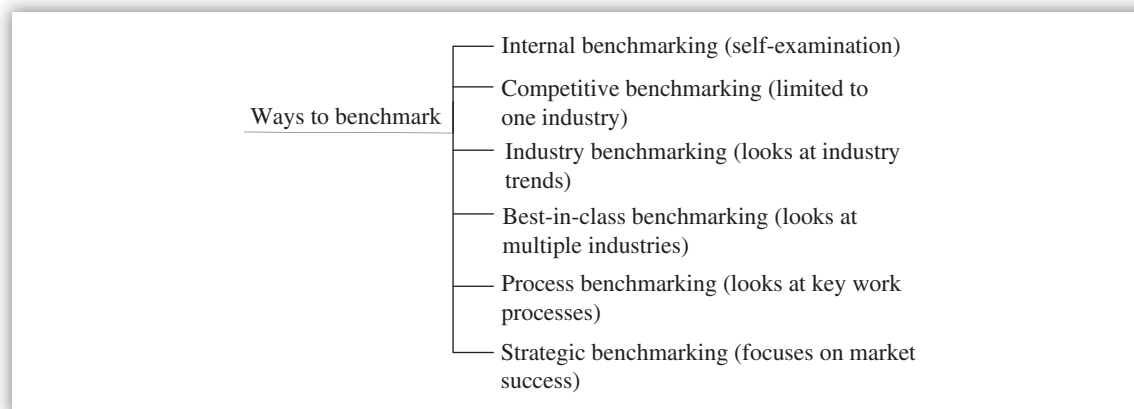 Internal benchmarking (self-examination)
Competitive benchmarking (limited to
one industry)
Ways to benchmark
Industry benchmarking (looks at industry
trends)
Best-in-class benchmarking (looks at
multiple industries)
Process benchmarking (looks at key work
processes)
Strategic benchmarking (focuses on market
success)